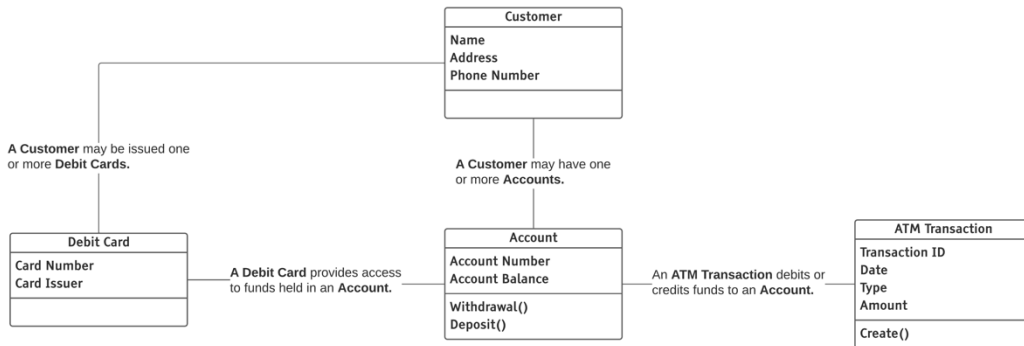 Customer
Name
Address
Phone Number
A Customer may be issued one
or more Debit Cards.
A Customer may have one
or more Accounts.
Debit Card
Card Number
Card Issuer
A Debit Card provides access
to funds held in an Account.
Account
Account Number
Account Balance
Withdrawal()
Deposit()
An ATM Transaction debits or
credits funds to an Account.
ATM Transaction
Transaction ID
Date
Type
Amount
Create()